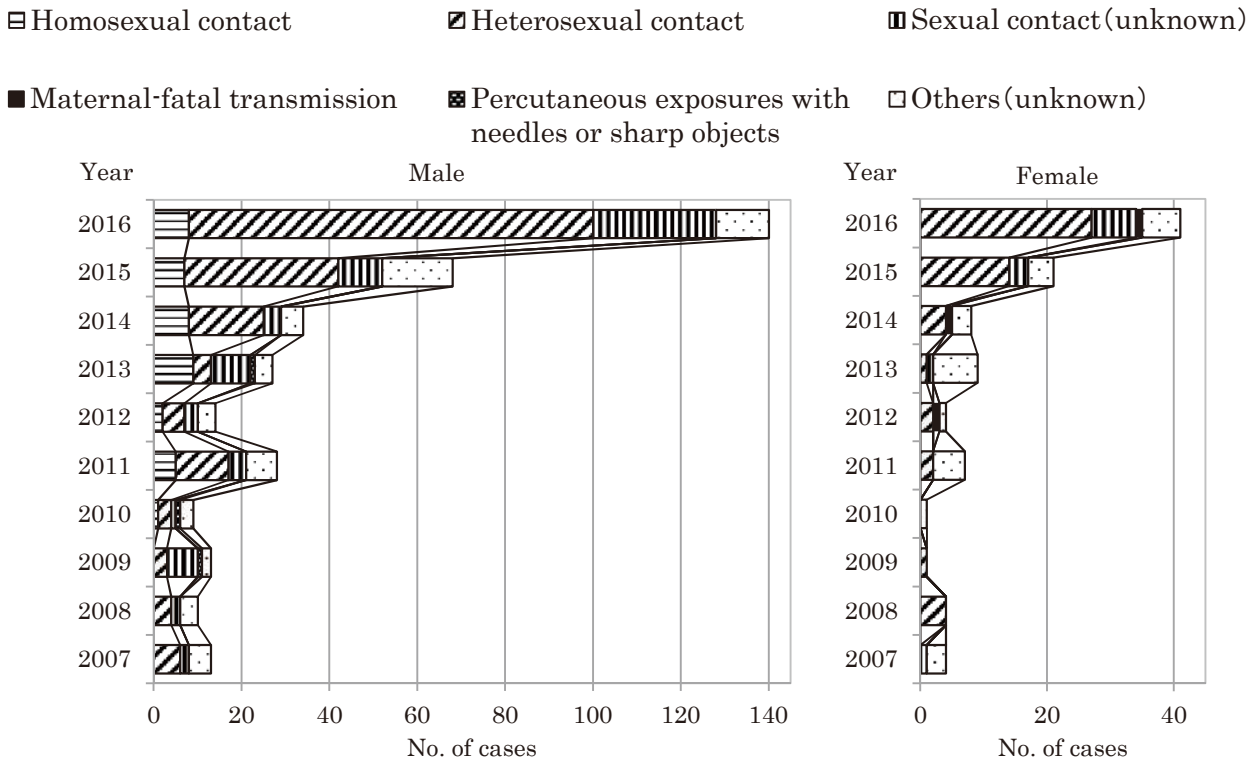 Homosexual contact
Heterosexual contact
Sexual contact(unknown)
Maternal-fatal transmission
Percutaneous exposures with
needles or sharp objects
Others(unknown)
Year
Male
2016
2015
2014
2013
2012
2011
2010
2009
2008
2007
0 20 40 60 80 100 120 140
No. of cases
Year
Female
2016
2015
2014
2013
2012
2011
2010
2009
2008
2007
0 20 40
No. of cases